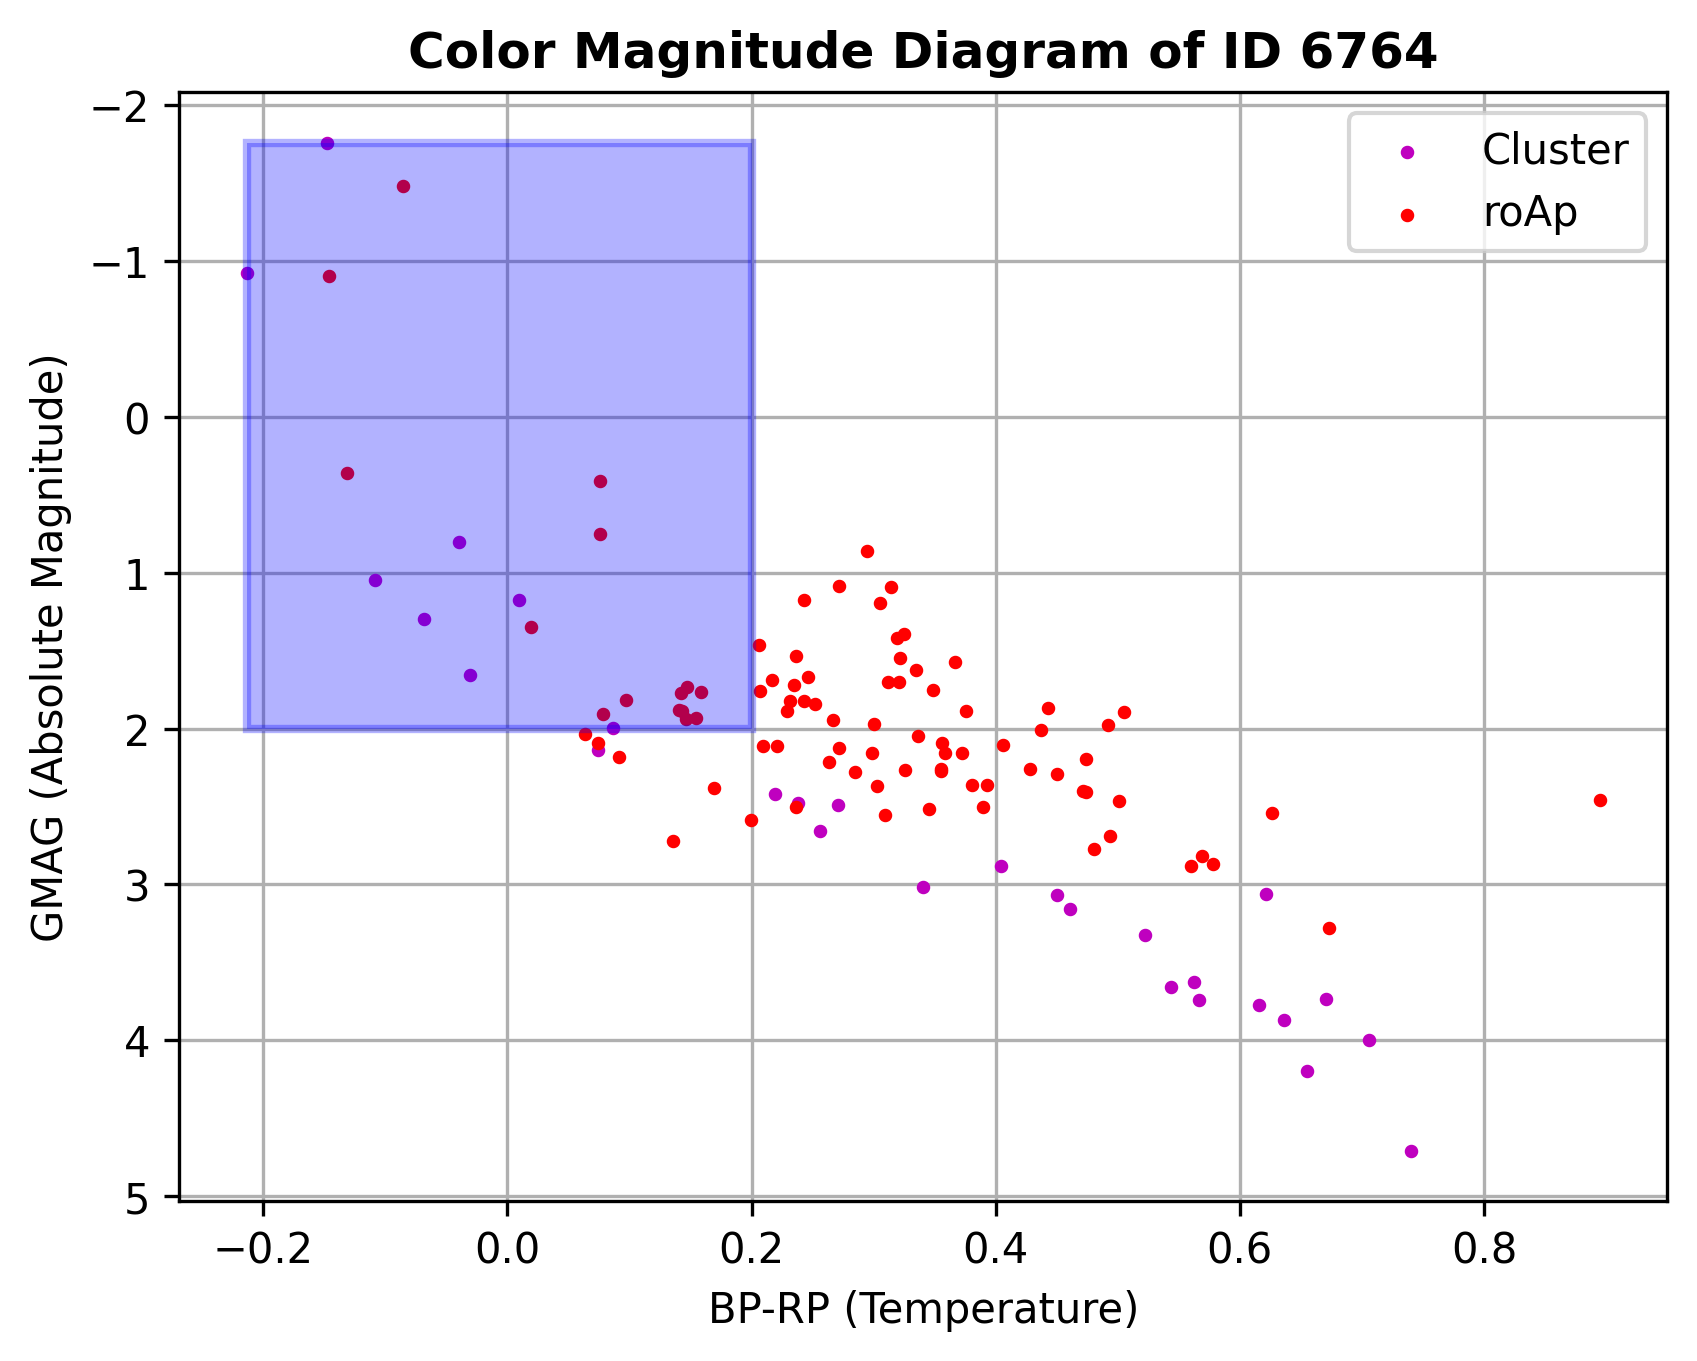 Color Magnitude Diagram of ID 6764
Cluster
roAp
−2
−1
0
1
2
3
4
5
GMAG (Absolute Magnitude)
−0.2 0.0 0.2 0.4 0.6 0.8
BP-RP (Temperature)